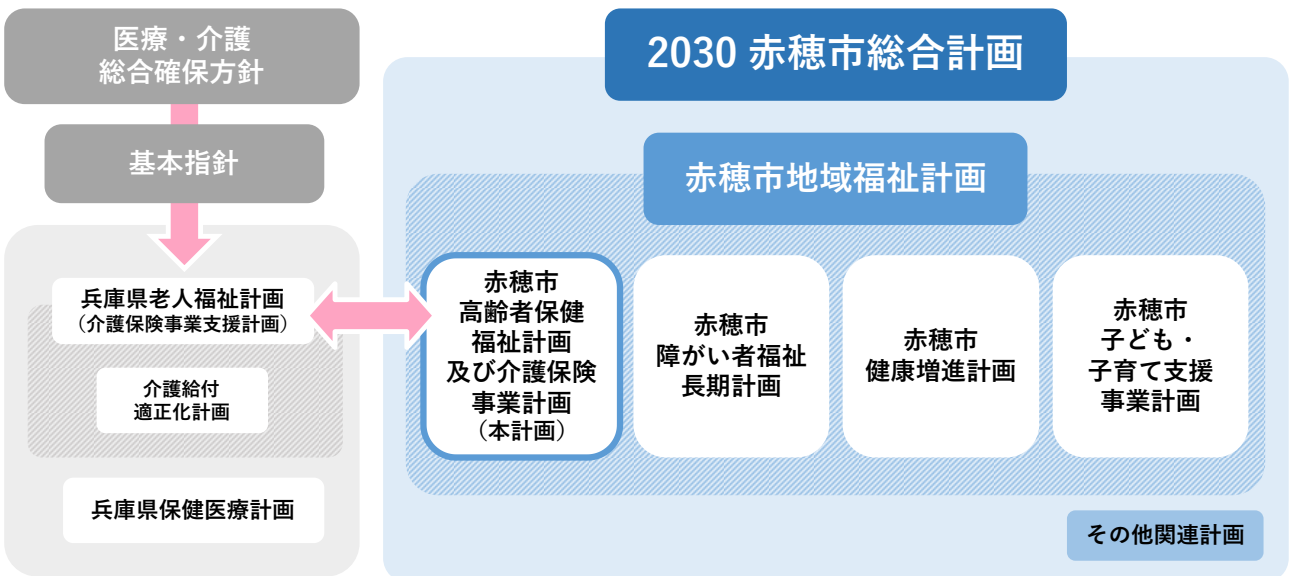 医療・介護
総合確保方針
基本指針
兵庫県老人福祉計画
（介護保険事業支援計画）
介護給付
適正化計画
兵庫県保健医療計画
2030 赤穂市総合計画
赤穂市地域福祉計画
赤穂市
高齢者保健
福祉計画
及び介護保険
事業計画
（本計画）
赤穂市
障がい者福祉
長期計画
赤穂市
健康増進計画
赤穂市
子ども・
子育て支援
事業計画
その他関連計画